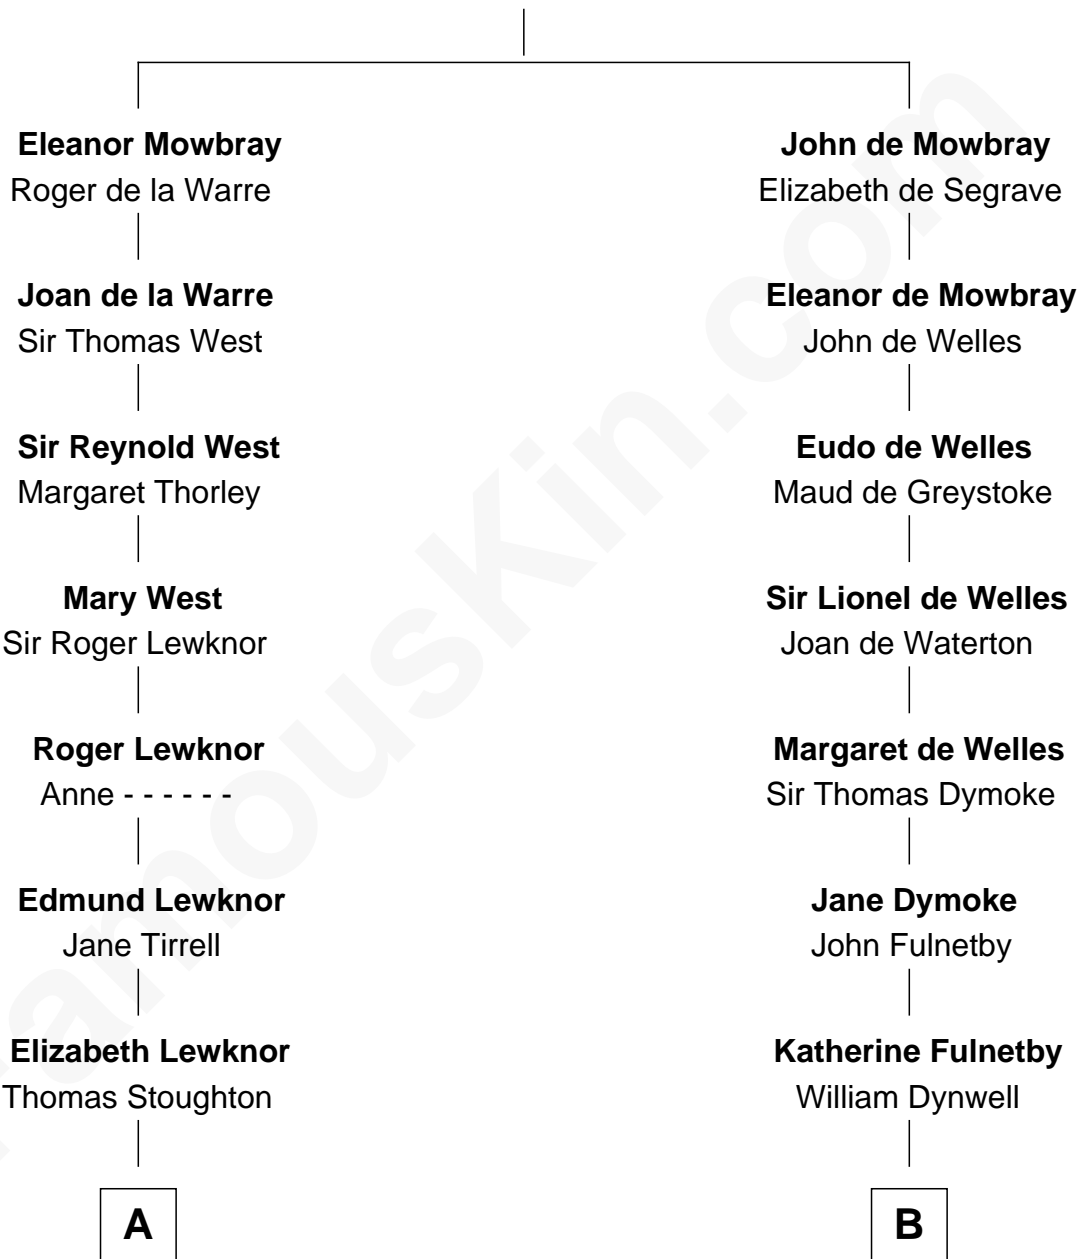 Eleanor Mowbray
Roger de la Warre
Joan de la Warre
Sir Thomas West
Sir Reynold West
Margaret Thorley
Mary West
Sir Roger Lewknor
Roger Lewknor
Anne - - - - - -
Edmund Lewknor
Jane Tirrell
Elizabeth Lewknor
Thomas Stoughton
A
John de Mowbray
Elizabeth de Segrave
Eleanor de Mowbray
John de Welles
Eudo de Welles
Maud de Greystoke
Sir Lionel de Welles
Joan de Waterton
Margaret de Welles
Sir Thomas Dymoke
Jane Dymoke
John Fulnetby
Katherine Fulnetby
William Dynwell
B
FamousKin.com